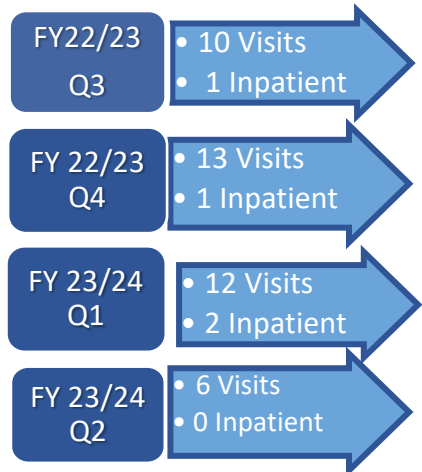 FY22/23
Q3
• 10 Visits
• 1 Inpatient
FY 22/23
Q4
• 13 Visits
• 1 Inpatient
FY 23/24
Q1
• 12 Visits
• 2 Inpatient
FY 23/24
Q2
• 6 Visits
• 0 Inpatient